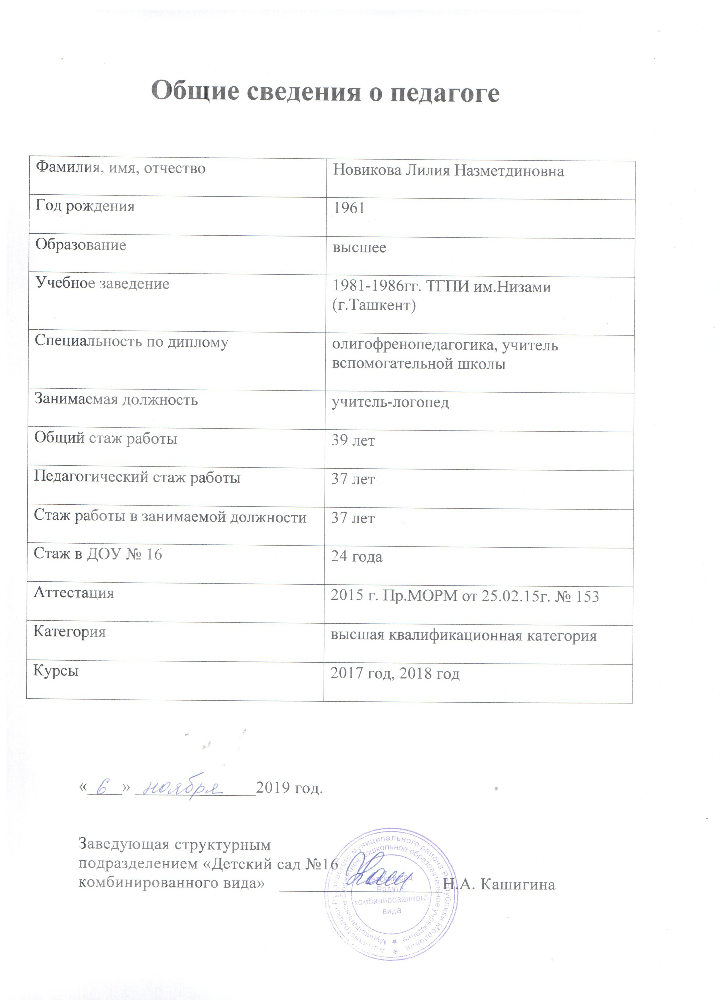 Общие сведения о педагоге
Фамилия, имя, отчество
Новикова Лилия Назметдиновна
Год рождения
1961
Образование
высшее
Учебное заведение
1981-1986гг. ТГПИ им.Низами
(г.Ташкент)
Специальность по диплому
олигофренопедагогика, учитель
вспомогательной школы
Занимаемая должность
учитель-логопед
Общий стаж работы
39 лет
Педагогический стаж работы
37 лет
Стаж работы в занимаемой должности
37 лет
Стаж в ДОУ № 16
24 года
Аттестация
2015 г. Пр.МОРМ от 25.02.15г. № 153
Категория
высшая квалификационная категория
Курсы
2017 год, 2018 год
« 6 » ноября 2019 год.
Заведующая структурным
подразделением «Детский сад №16
комбинированного вида» Н.А. Кашигина
Администрация Рузаевского муниципального района Республики Мордовия
Муниципальное бюджетное дошкольное образовательное учреждение
детский сад
"Радуга"
комбинированного
вида